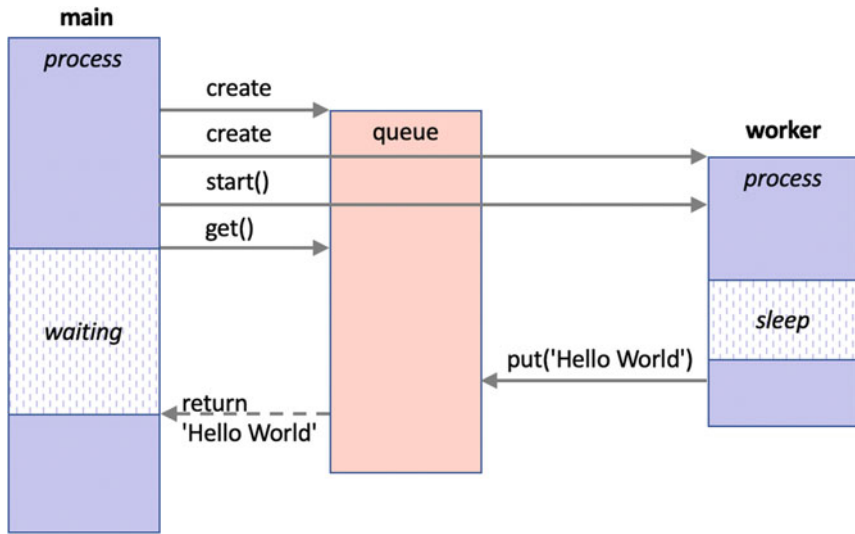 main
process
create
create
queue
worker
process
start()
get()
waiting
sleep
put('Hello World')
return
'Hello World'